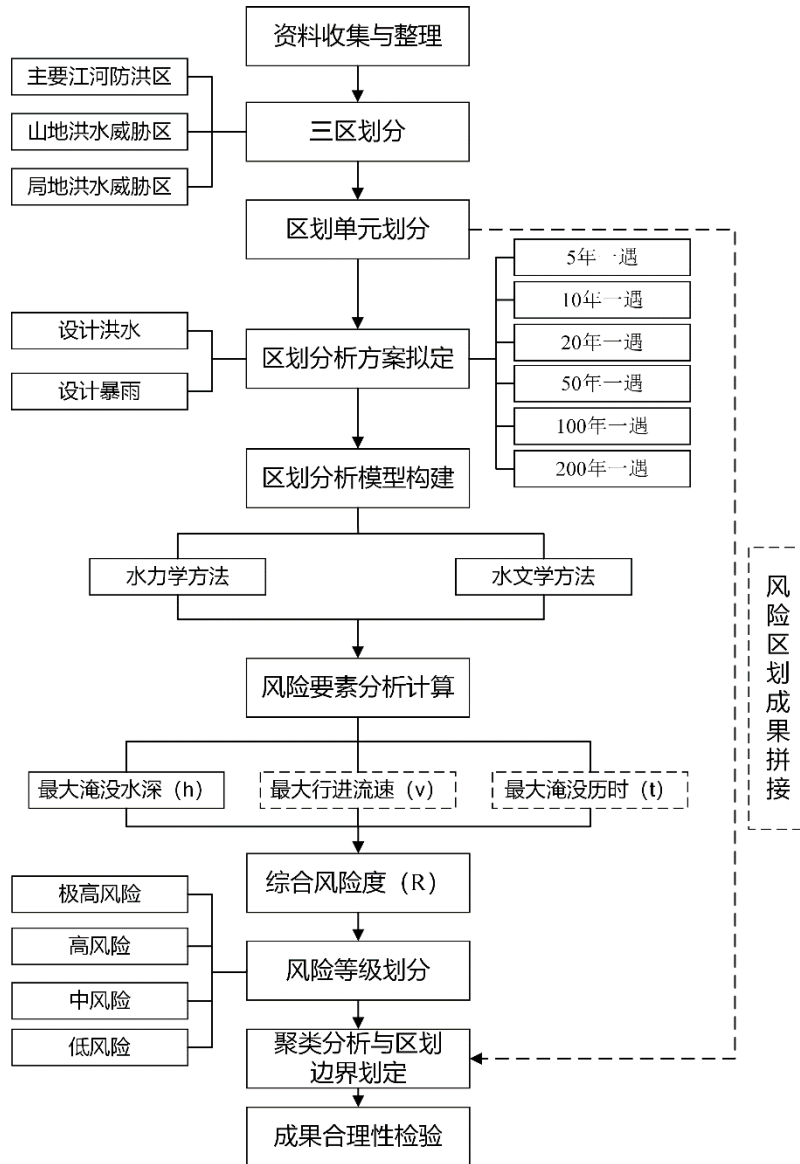 资料收集与整理
主要江河防洪区
山地洪水威胁区
局地洪水威胁区
三区划分
区划单元划分
5年一遇
10年一遇
20年一遇
50年一遇
100年一遇
200年一遇
设计洪水
设计暴雨
区划分析方案拟定
区划分析模型构建
水力学方法
水文学方法
风险要素分析计算
最大淹没水深（h）
最大行进流速（v）
最大淹没历时（t）
风险区划成果拼接
综合风险度（R）
极高风险
高风险
中风险
低风险
风险等级划分
聚类分析与区划
边界划定
成果合理性检验